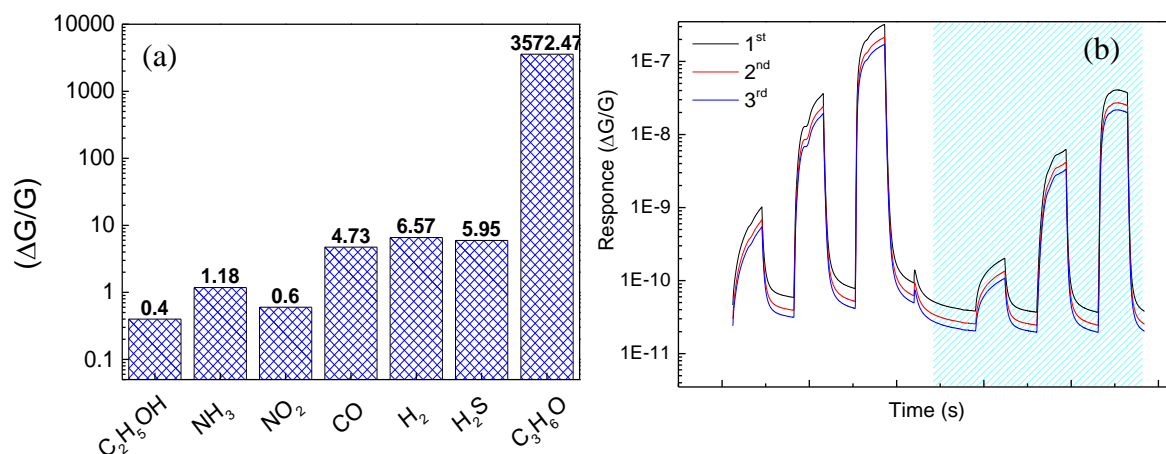 (a)
(ΔG/G)
10000
1000
100
10
1
0.1
0.4
1.18
0.6
4.73
6.57
5.95
3572.47
C₂H₅OH
NH₃
NO₂
CO
H₂
H₂S
C₃H₆O
(b)
1ˢᵗ
2ⁿᵈ
3ʳᵈ
Responce (ΔG/G)
1E-7
1E-8
1E-9
1E-10
1E-11
Time (s)